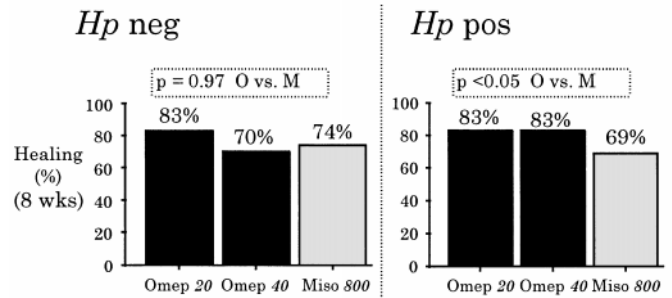 Hp neg
p = 0.97 O vs. M
100
80
60
40
20
0
Healing
(%)
(8 wks)
83%
70%
74%
Omep 20
Omep 40
Miso 800
Hp pos
p <0.05 O vs. M
100
80
60
40
20
0
83%
83%
69%
Omep 20
Omep 40
Miso 800